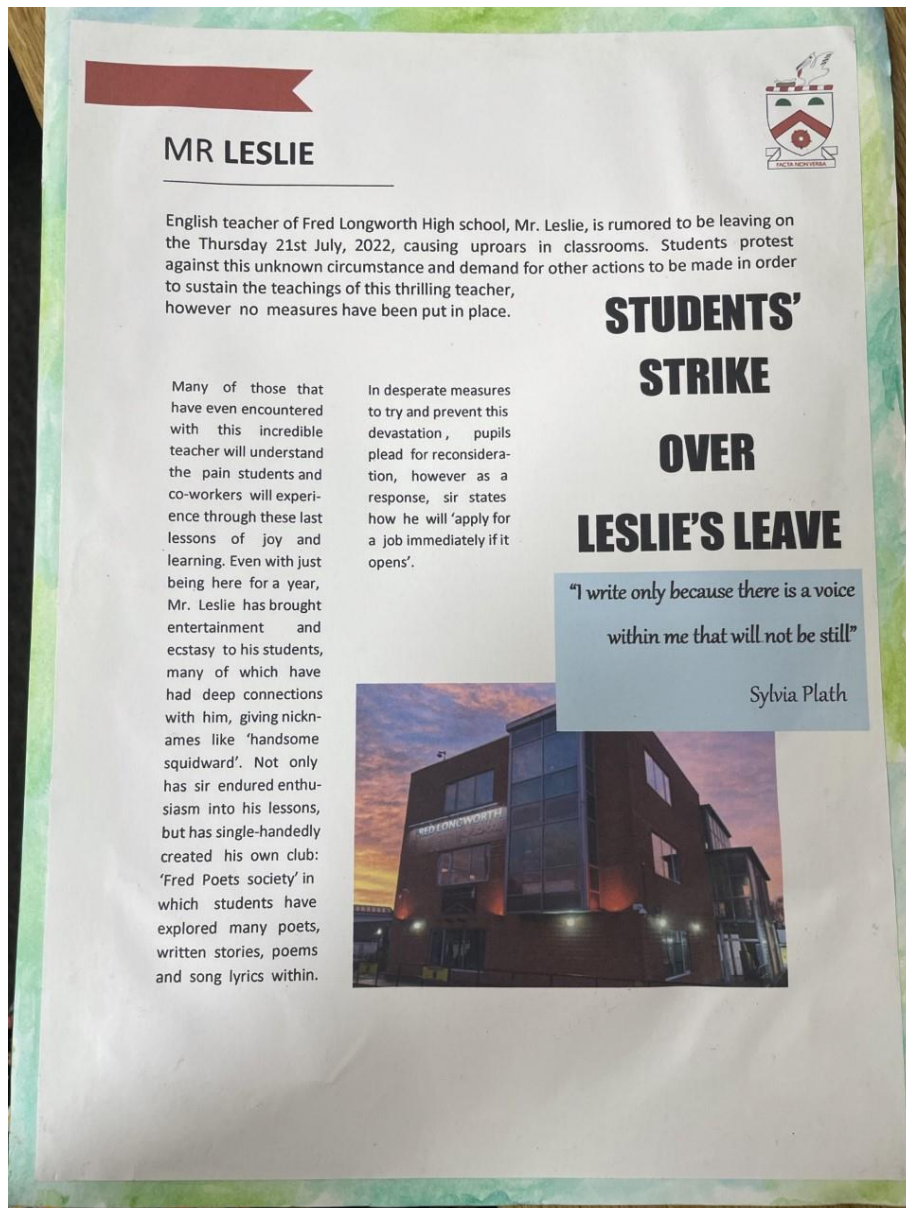 FACTA NON VERBA
MR LESLIE
English teacher of Fred Longworth High school, Mr. Leslie, is rumored to be leaving on
the Thursday 21st July, 2022, causing uproars in classrooms. Students protest
against this unknown circumstance and demand for other actions to be made in order
to sustain the teachings of this thrilling teacher,
however no measures have been put in place.
STUDENTS'
STRIKE
OVER
LESLIE'S LEAVE
Many of those that
have even encountered
with this incredible
teacher will understand
the pain students and
co-workers will experi-
ence through these last
lessons of joy and
learning. Even with just
being here for a year,
Mr. Leslie has brought
entertainment and
ecstasy to his students,
many of which have
had deep connections
with him, giving nickn-
ames like 'handsome
squidward'. Not only
has sir endured enthu-
siasm into his lessons,
but has single-handedly
created his own club:
'Fred Poets society' in
which students have
explored many poets,
written stories, poems
and song lyrics within.
In desperate measures
to try and prevent this
devastation, pupils
plead for reconsidera-
tion, however as a
response, sir states
how he will 'apply for
a job immediately if it
opens'.
"I write only because there is a voice
within me that will not be still"
Sylvia Plath
FRED LONGWORTH